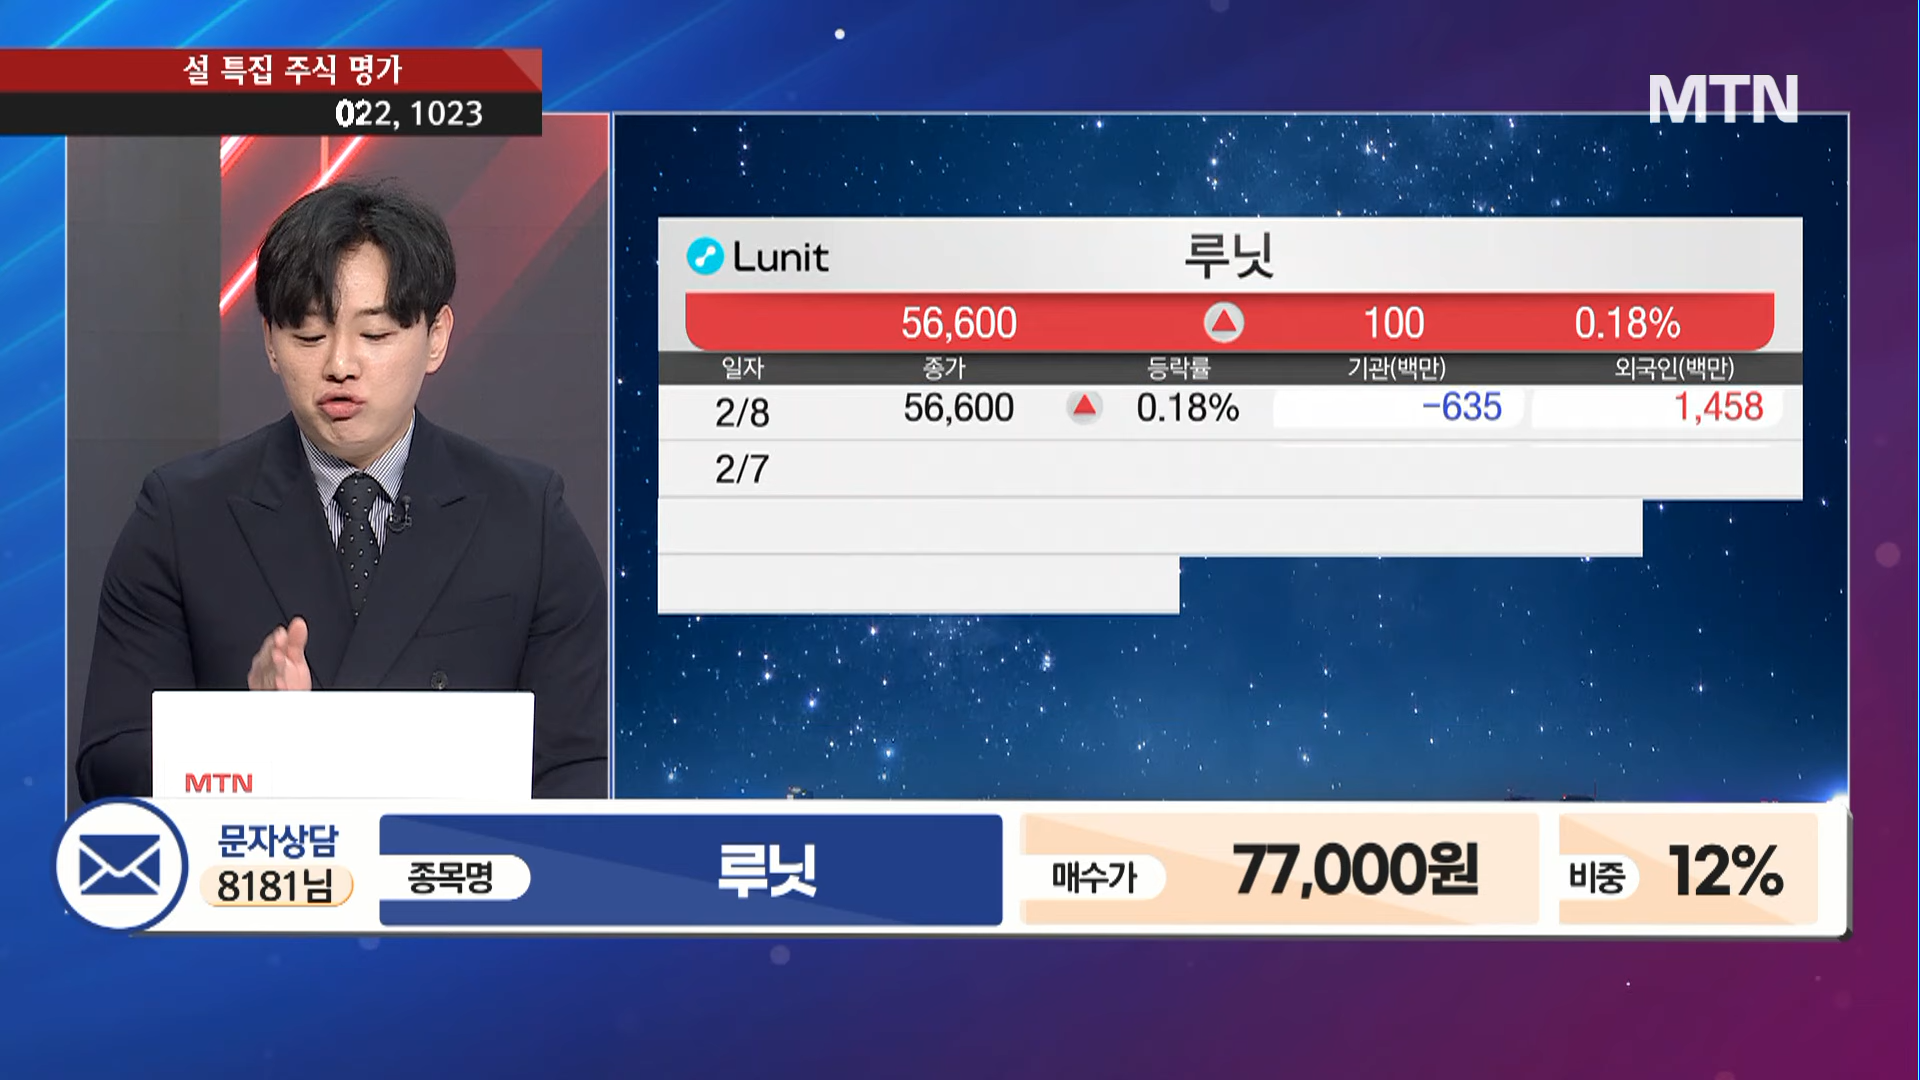 설 특집 주식 명가
022, 1023
MTN
Lunit
루닛
56,600 ▲ 100 0.18%
일자 종가 등락률 기관(백만) 외국인(백만)
2/8 56,600 ▲ 0.18% -635 1,458
2/7
MTN
문자상담
8181님
종목명 루닛
매수가 77,000원
비중 12%